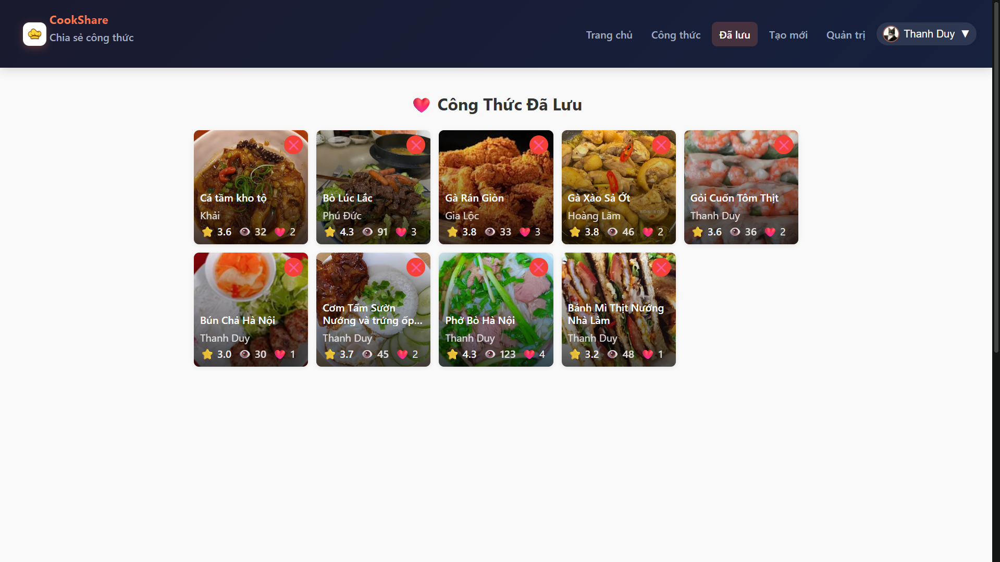 CookShare
Chia sẻ công thức
Trang chủ
Công thức
Đã lưu
Tạo mới
Quản trị
Thanh Duy ▼
Công Thức Đã Lưu
Cá tầm kho tộ
Khải
3.6 32 2
Bò Lúc Lắc
Phú Đức
4.3 91 3
Gà Rán Giòn
Gia Lộc
3.8 33 3
Gà Xào Sả Ớt
Hoàng Lăm
BON BON
3.8 46 2
Gỏi Cuốn Tôm Thịt
Thanh Duy
3.6 36 2
Bún Chả Hà Nội
Thanh Duy
3.0 30 1
Cơm Tấm Sườn
Nướng và trứng ốp...
Thanh Duy
3.7 45 2
Phở Bò Hà Nội
Thanh Duy
4.3 123 4
Bánh Mì Thịt Nướng
Nhà Làm
Thanh Duy
3.2 48 1